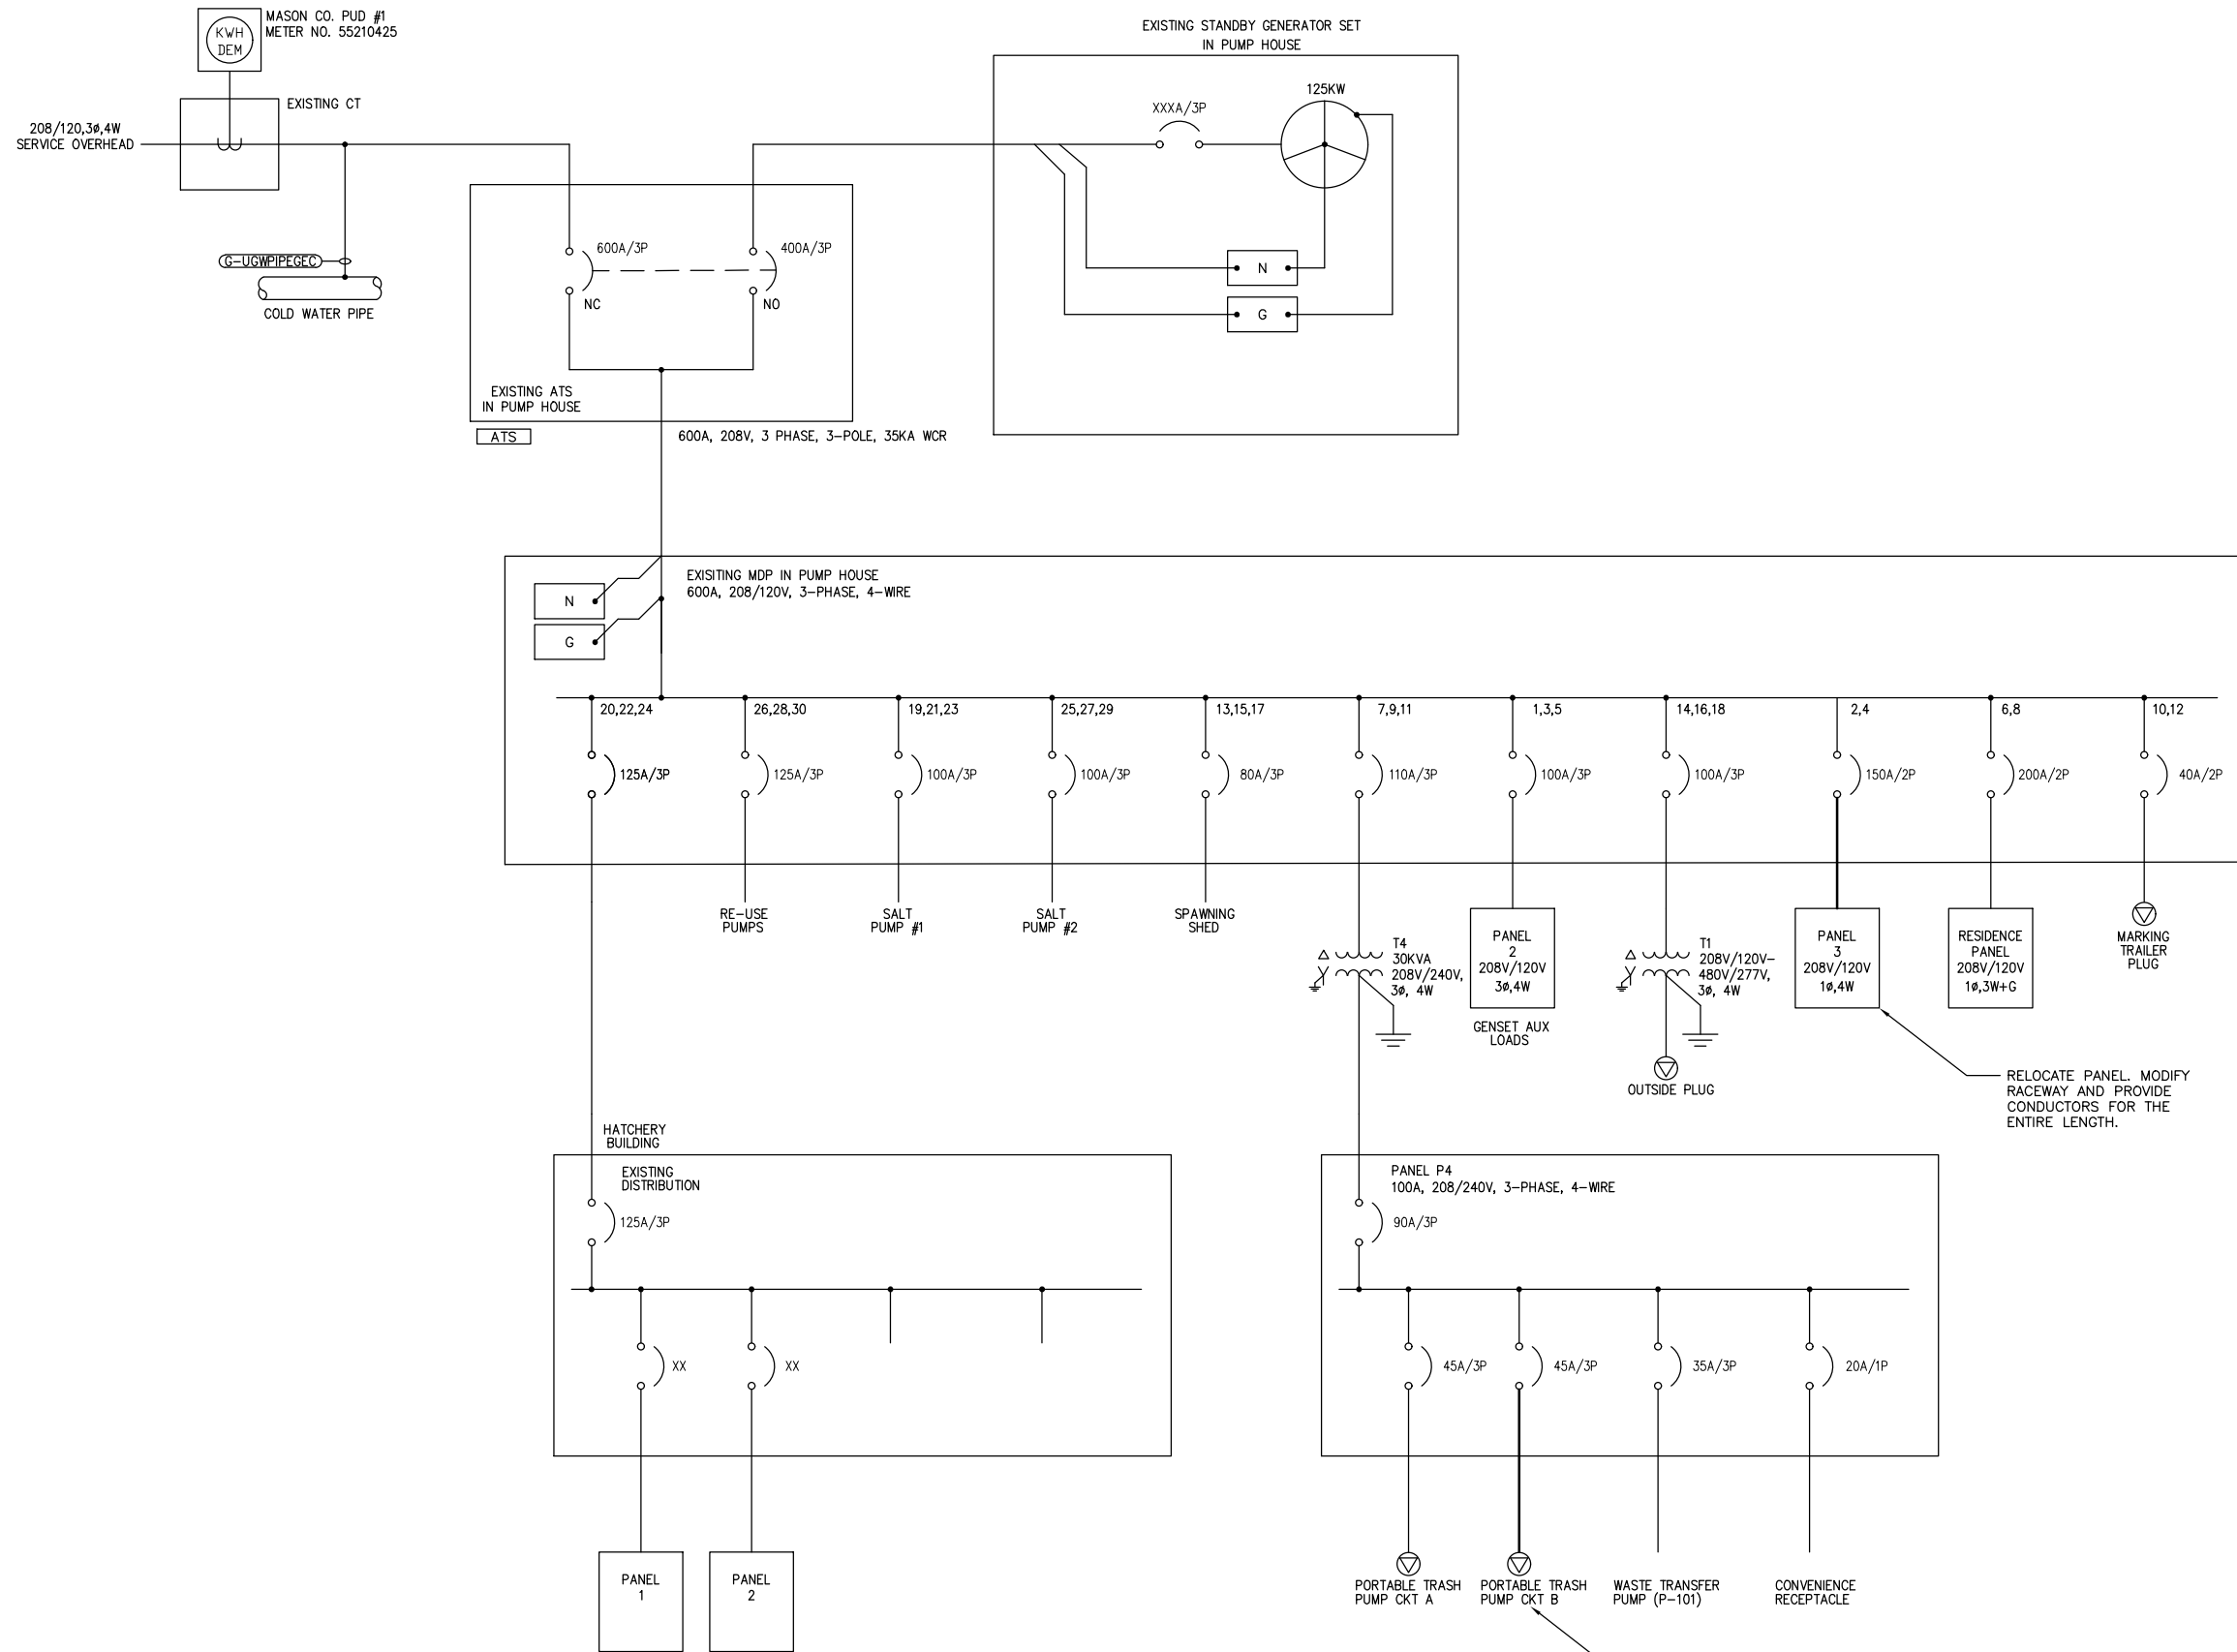 KWH
DEM
MASON CO. PUD #1
METER NO. 55210425
EXISTING CT
208/120,3ø,4W
SERVICE OVERHEAD
G-UGWPIPEGEC
COLD WATER PIPE
EXISTING STANDBY GENERATOR SET
IN PUMP HOUSE
125KW
XXXA/3P
N
G
600A/3P
400A/3P
NC
NO
EXISTING ATS
IN PUMP HOUSE
ATS
600A, 208V, 3 PHASE, 3-POLE, 35KA WCR
N
G
EXISITING MDP IN PUMP HOUSE
600A, 208/120V, 3-PHASE, 4-WIRE
20,22,24
26,28,30
19,21,23
25,27,29
13,15,17
7,9,11
1,3,5
14,16,18
2,4
6,8
10,12
125A/3P
125A/3P
100A/3P
100A/3P
80A/3P
110A/3P
100A/3P
100A/3P
150A/2P
200A/2P
40A/2P
RE-USE
PUMPS
SALT
PUMP #1
SALT
PUMP #2
SPAWNING
SHED
T4
30KVA
208V/240V,
3ø, 4W
PANEL
2
208V/120V
3ø,4W
GENSET AUX
LOADS
T1
208V/120V-
480V/277V,
3ø, 4W
OUTSIDE PLUG
PANEL
3
208V/120V
1ø,4W
RESIDENCE
PANEL
208V/120V
1ø,3W+G
MARKING
TRAILER
PLUG
RELOCATE PANEL. MODIFY
RACEWAY AND PROVIDE
CONDUCTORS FOR THE
ENTIRE LENGTH.
HATCHERY
BUILDING
EXISTING
DISTRIBUTION
125A/3P
XX
XX
PANEL
1
PANEL
2
PANEL P4
100A, 208/240V, 3-PHASE, 4-WIRE
90A/3P
45A/3P
45A/3P
35A/3P
20A/1P
PORTABLE TRASH
PUMP CKT A
PORTABLE TRASH
PUMP CKT B
WASTE TRANSFER
PUMP (P-101)
CONVENIENCE
RECEPTACLE